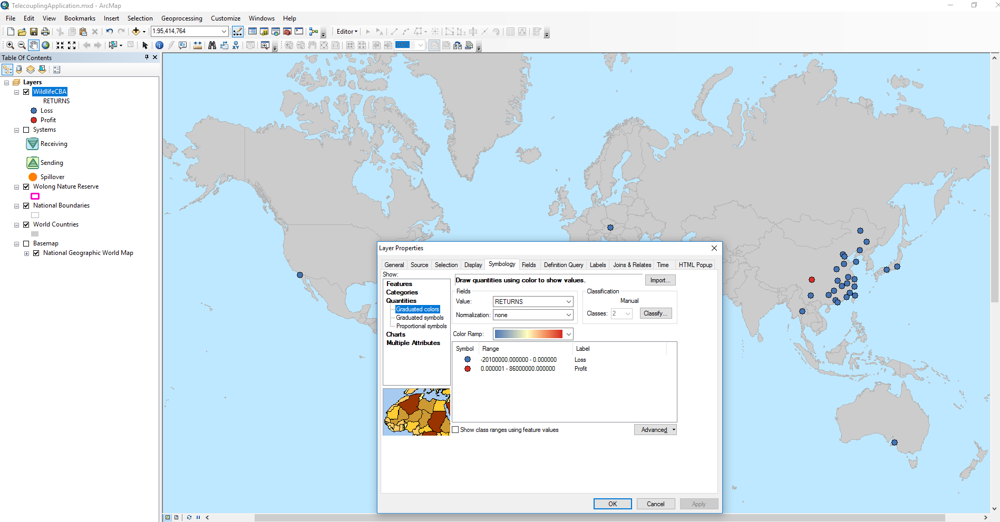 TelecouplingApplication.mxd - ArcMap
File Edit View Bookmarks Insert Selection Geoprocessing Customize Windows Help
1:95,414,764
Editor
XY
1:1
100%
Table Of Contents
Layers
WildlifeCBA
RETURNS
Loss
Profit
Systems
Receiving
Sending
Spillover
Wolong Nature Reserve
National Boundaries
World Countries
Basemap
National Geographic World Map
Layer Properties
General Source Selection Display Symbology Fields Definition Query Labels Joins & Relates Time HTML Popup
Show:
Features
Categories
Quantities
Graduated colors
Graduated symbols
Proportional symbols
Charts
Multiple Attributes
Draw quantities using color to show values.
Import...
Fields
Value: RETURNS
Normalization: none
Classification
Manual
Classes: 2 Classify...
Color Ramp:
Symbol Range Label
-20100000.000000 - 0.000000 Loss
0.000001 - 86000000.000000 Profit
Show class ranges using feature values
Advanced
OK Cancel Apply